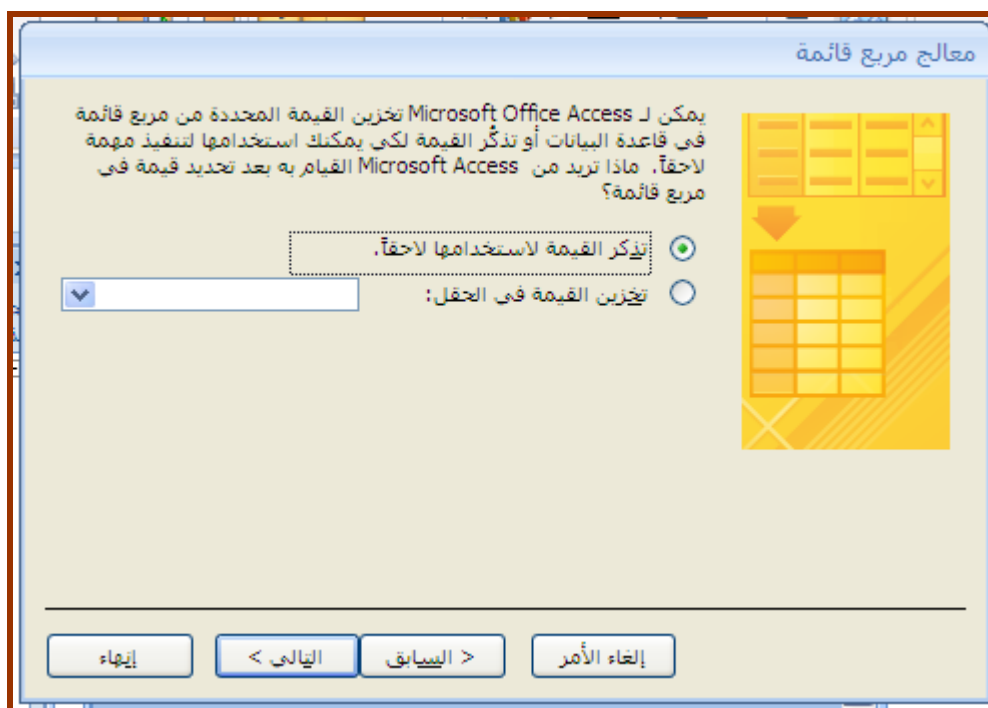 معالج مربع قائمة
يمكن لـ Microsoft Office Access تخزين القيمة المحددة من مربع قائمة
في قاعدة البيانات أو تذكُر القيمة لكي يمكنك استخدامها لتنفيذ مهمة
لاحقاً. ماذا تريد من Microsoft Access القيام به بعد تحديد قيمة في
مربع قائمة؟
تذكر القيمة لاستخدامها لاحقاً.
تخزين القيمة في الحقل:
إلغاء الأمر < السابق التالي > إنهاء